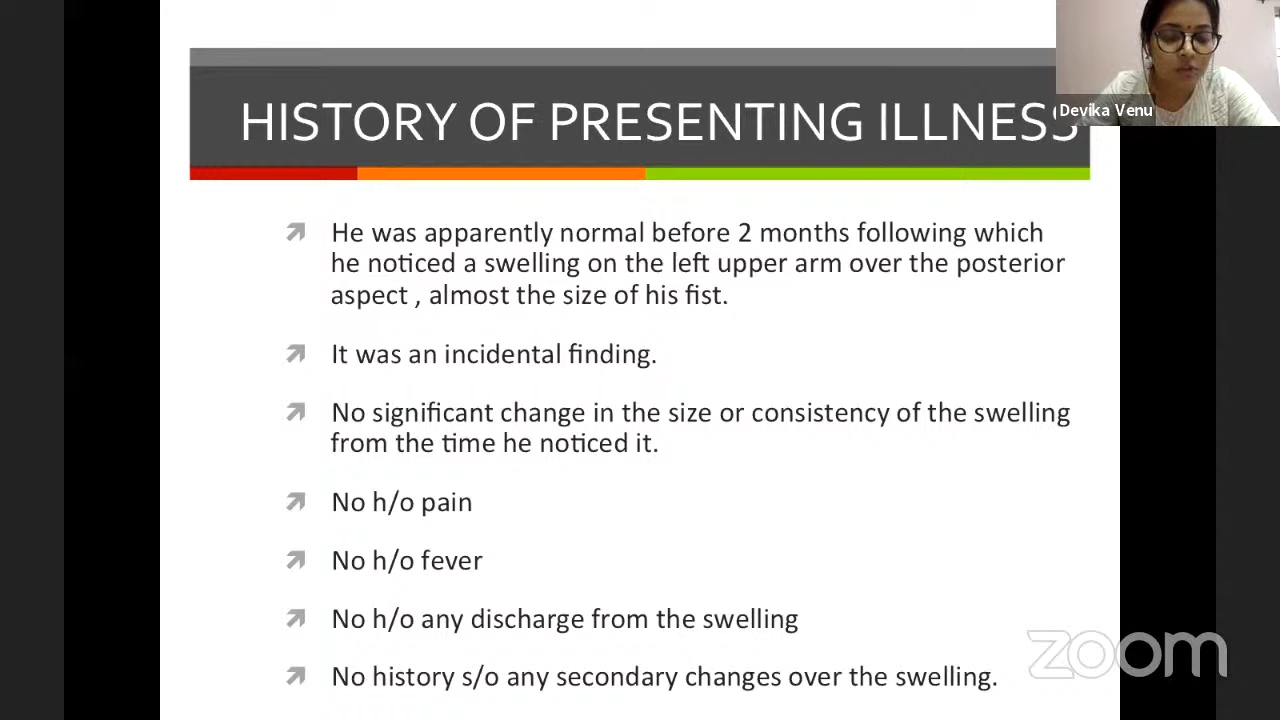 HISTORY OF PRESENTING ILLNESS
Devika Venu
He was apparently normal before 2 months following which
he noticed a swelling on the left upper arm over the posterior
aspect , almost the size of his fist.
It was an incidental finding.
No significant change in the size or consistency of the swelling
from the time he noticed it.
No h/o pain
No h/o fever
No h/o any discharge from the swelling
No history s/o any secondary changes over the swelling.
zoom